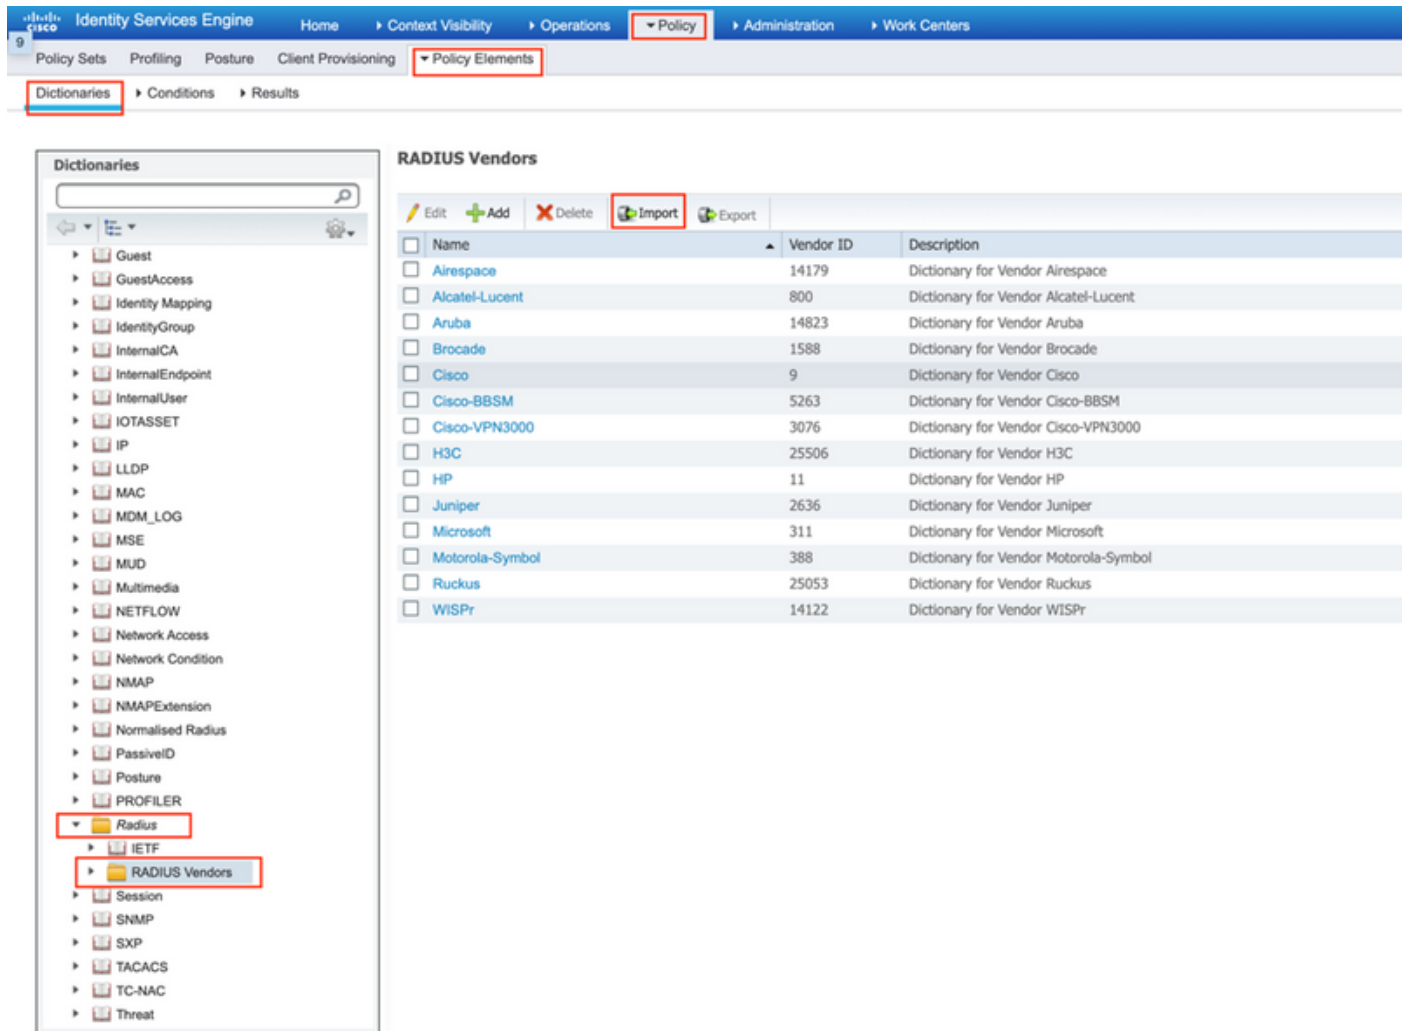 cisco Identity Services Engine Home Context Visibility Operations Policy Administration Work Centers
9
Policy Sets Profiling Posture Client Provisioning Policy Elements
Dictionaries Conditions Results
Dictionaries
Guest
GuestAccess
Identity Mapping
IdentityGroup
InternalCA
InternalEndpoint
InternalUser
IOTASSET
IP
LLDP
MAC
MDM_LOG
MSE
MUD
Multimedia
NETFLOW
Network Access
Network Condition
NMAP
NMAPExtension
Normalised Radius
PassiveID
Posture
PROFILER
Radius
IETF
RADIUS Vendors
Session
SNMP
SXP
TACACS
TC-NAC
Threat
RADIUS Vendors
Edit Add Delete Import Export
Name Vendor ID Description
Airespace 14179 Dictionary for Vendor Airespace
Alcatel-Lucent 800 Dictionary for Vendor Alcatel-Lucent
Aruba 14823 Dictionary for Vendor Aruba
Brocade 1588 Dictionary for Vendor Brocade
Cisco 9 Dictionary for Vendor Cisco
Cisco-BBSM 5263 Dictionary for Vendor Cisco-BBSM
Cisco-VPN3000 3076 Dictionary for Vendor Cisco-VPN3000
H3C 25506 Dictionary for Vendor H3C
HP 11 Dictionary for Vendor HP
Juniper 2636 Dictionary for Vendor Juniper
Microsoft 311 Dictionary for Vendor Microsoft
Motorola-Symbol 388 Dictionary for Vendor Motorola-Symbol
Ruckus 25053 Dictionary for Vendor Ruckus
WISPr 14122 Dictionary for Vendor WISPr